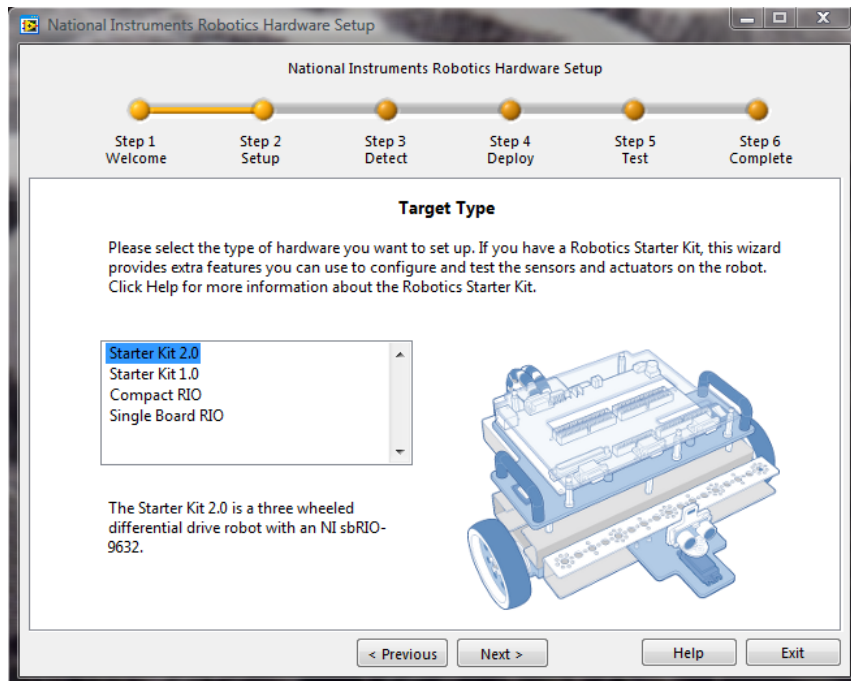 National Instruments Robotics Hardware Setup
National Instruments Robotics Hardware Setup
Step 1
Welcome
Step 2
Setup
Step 3
Detect
Step 4
Deploy
Step 5
Test
Step 6
Complete
Target Type
Please select the type of hardware you want to set up. If you have a Robotics Starter Kit, this wizard
provides extra features you can use to configure and test the sensors and actuators on the robot.
Click Help for more information about the Robotics Starter Kit.
Starter Kit 2.0
Starter Kit 1.0
Compact RIO
Single Board RIO
The Starter Kit 2.0 is a three wheeled
differential drive robot with an NI sbRIO-
9632.
< Previous
Next >
Help
Exit